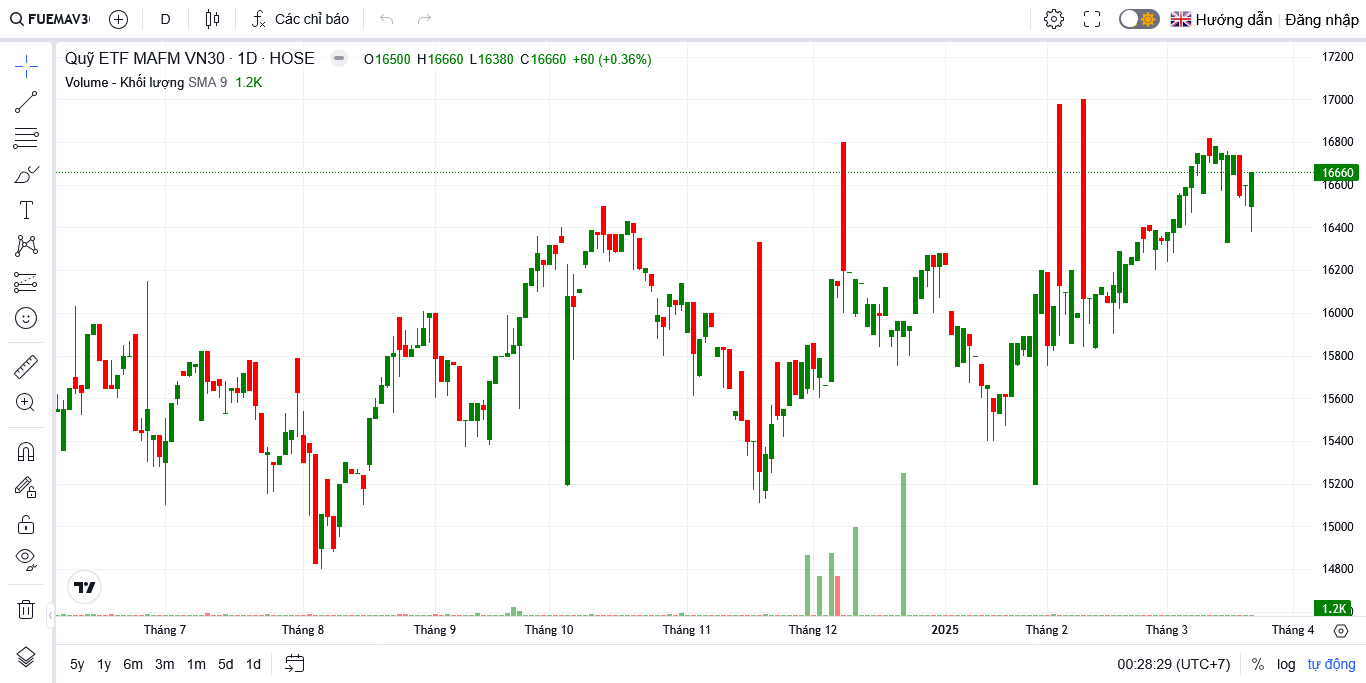 FUEMAV3
D
Các chỉ báo
Hướng dẫn
Đăng nhập
Quỹ ETF MAFM VN30 · 1D · HOSE
O16500 H16660 L16380 C16660 +60 (+0.36%)
Volume - Khối lượng SMA 9 1.2K
17200
17000
16800
16660
16600
16400
16200
16000
15800
15600
15400
15200
15000
14800
1.2K
Tháng 7 Tháng 8 Tháng 9 Tháng 10 Tháng 11 Tháng 12 2025 Tháng 2 Tháng 3 Tháng 4
5y 1y 6m 3m 1m 5d 1d
00:28:29 (UTC+7) % log tự động